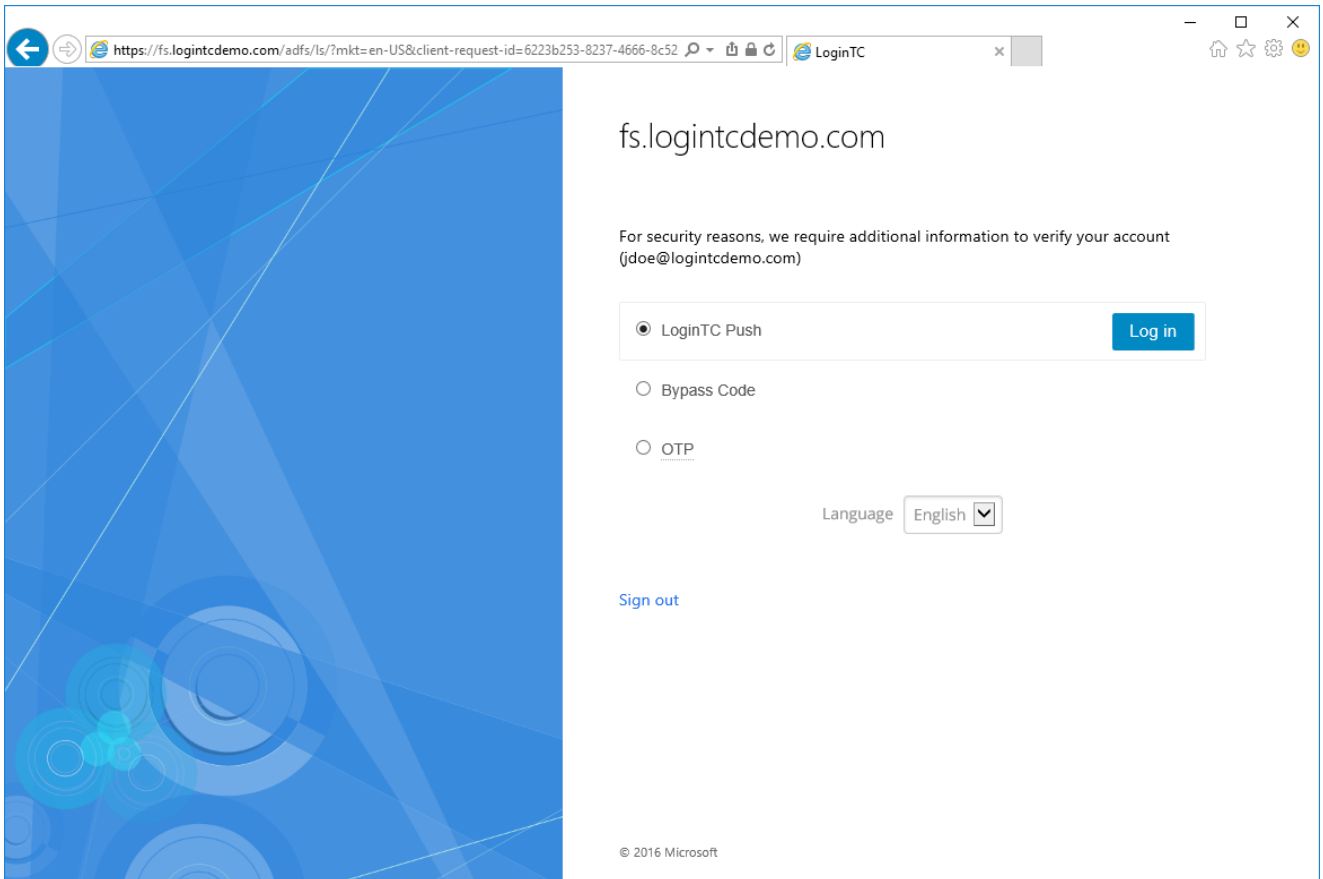 https://fs.logintcdemo.com/adfs/ls/?mkt=en-US&client-request-id=6223b253-8237-4666-8c52
LoginTC
fs.logintcdemo.com
For security reasons, we require additional information to verify your account
(jdoe@logintcdemo.com)
LoginTC Push
Log in
Bypass Code
OTP
Language English
Sign out
© 2016 Microsoft